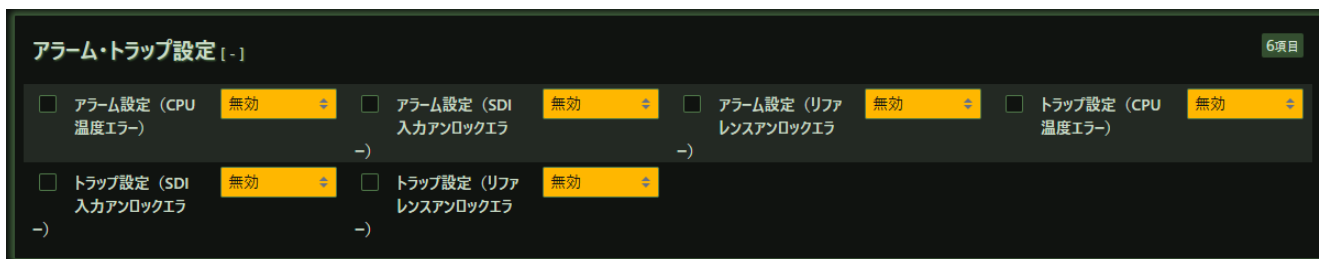 アラーム・トラップ設定 [ - ]
6項目
アラーム設定（CPU
温度エラー）
無効
アラーム設定（SDI
入力アンロックエラ
ー）
無効
アラーム設定（リファ
レンスアンロックエラ
ー）
無効
トラップ設定（CPU
温度エラー）
無効
トラップ設定（SDI
入力アンロックエラ
ー）
無効
トラップ設定（リファ
レンスアンロックエラ
ー）
無効